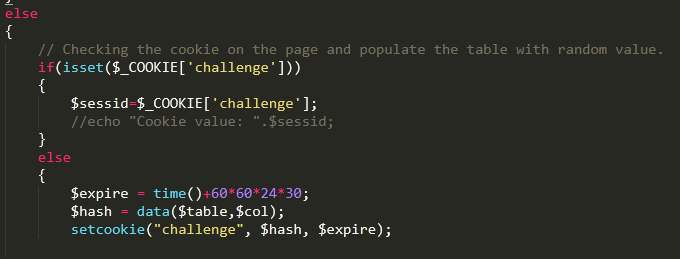 }
else
{
// Checking the cookie on the page and populate the table with random value.
if(isset($_COOKIE['challenge']))
{
$sessid=$_COOKIE['challenge'];
//echo "Cookie value: ".$sessid;
}
else
{
$expire = time()+60*60*24*30;
$hash = data($table,$col);
setcookie("challenge", $hash, $expire);